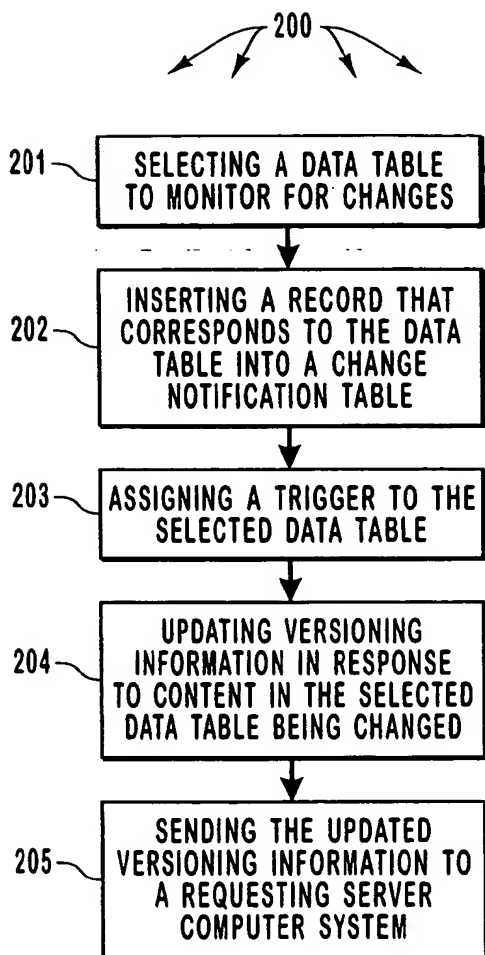 200
201
SELECTING A DATA TABLE
TO MONITOR FOR CHANGES
202
INSERTING A RECORD THAT
CORRESPONDS TO THE DATA
TABLE INTO A CHANGE
NOTIFICATION TABLE
203
ASSIGNING A TRIGGER TO THE
SELECTED DATA TABLE
204
UPDATING VERSIONING
INFORMATION IN RESPONSE
TO CONTENT IN THE SELECTED
DATA TABLE BEING CHANGED
205
SENDING THE UPDATED
VERSIONING INFORMATION TO
A REQUESTING SERVER
COMPUTER SYSTEM